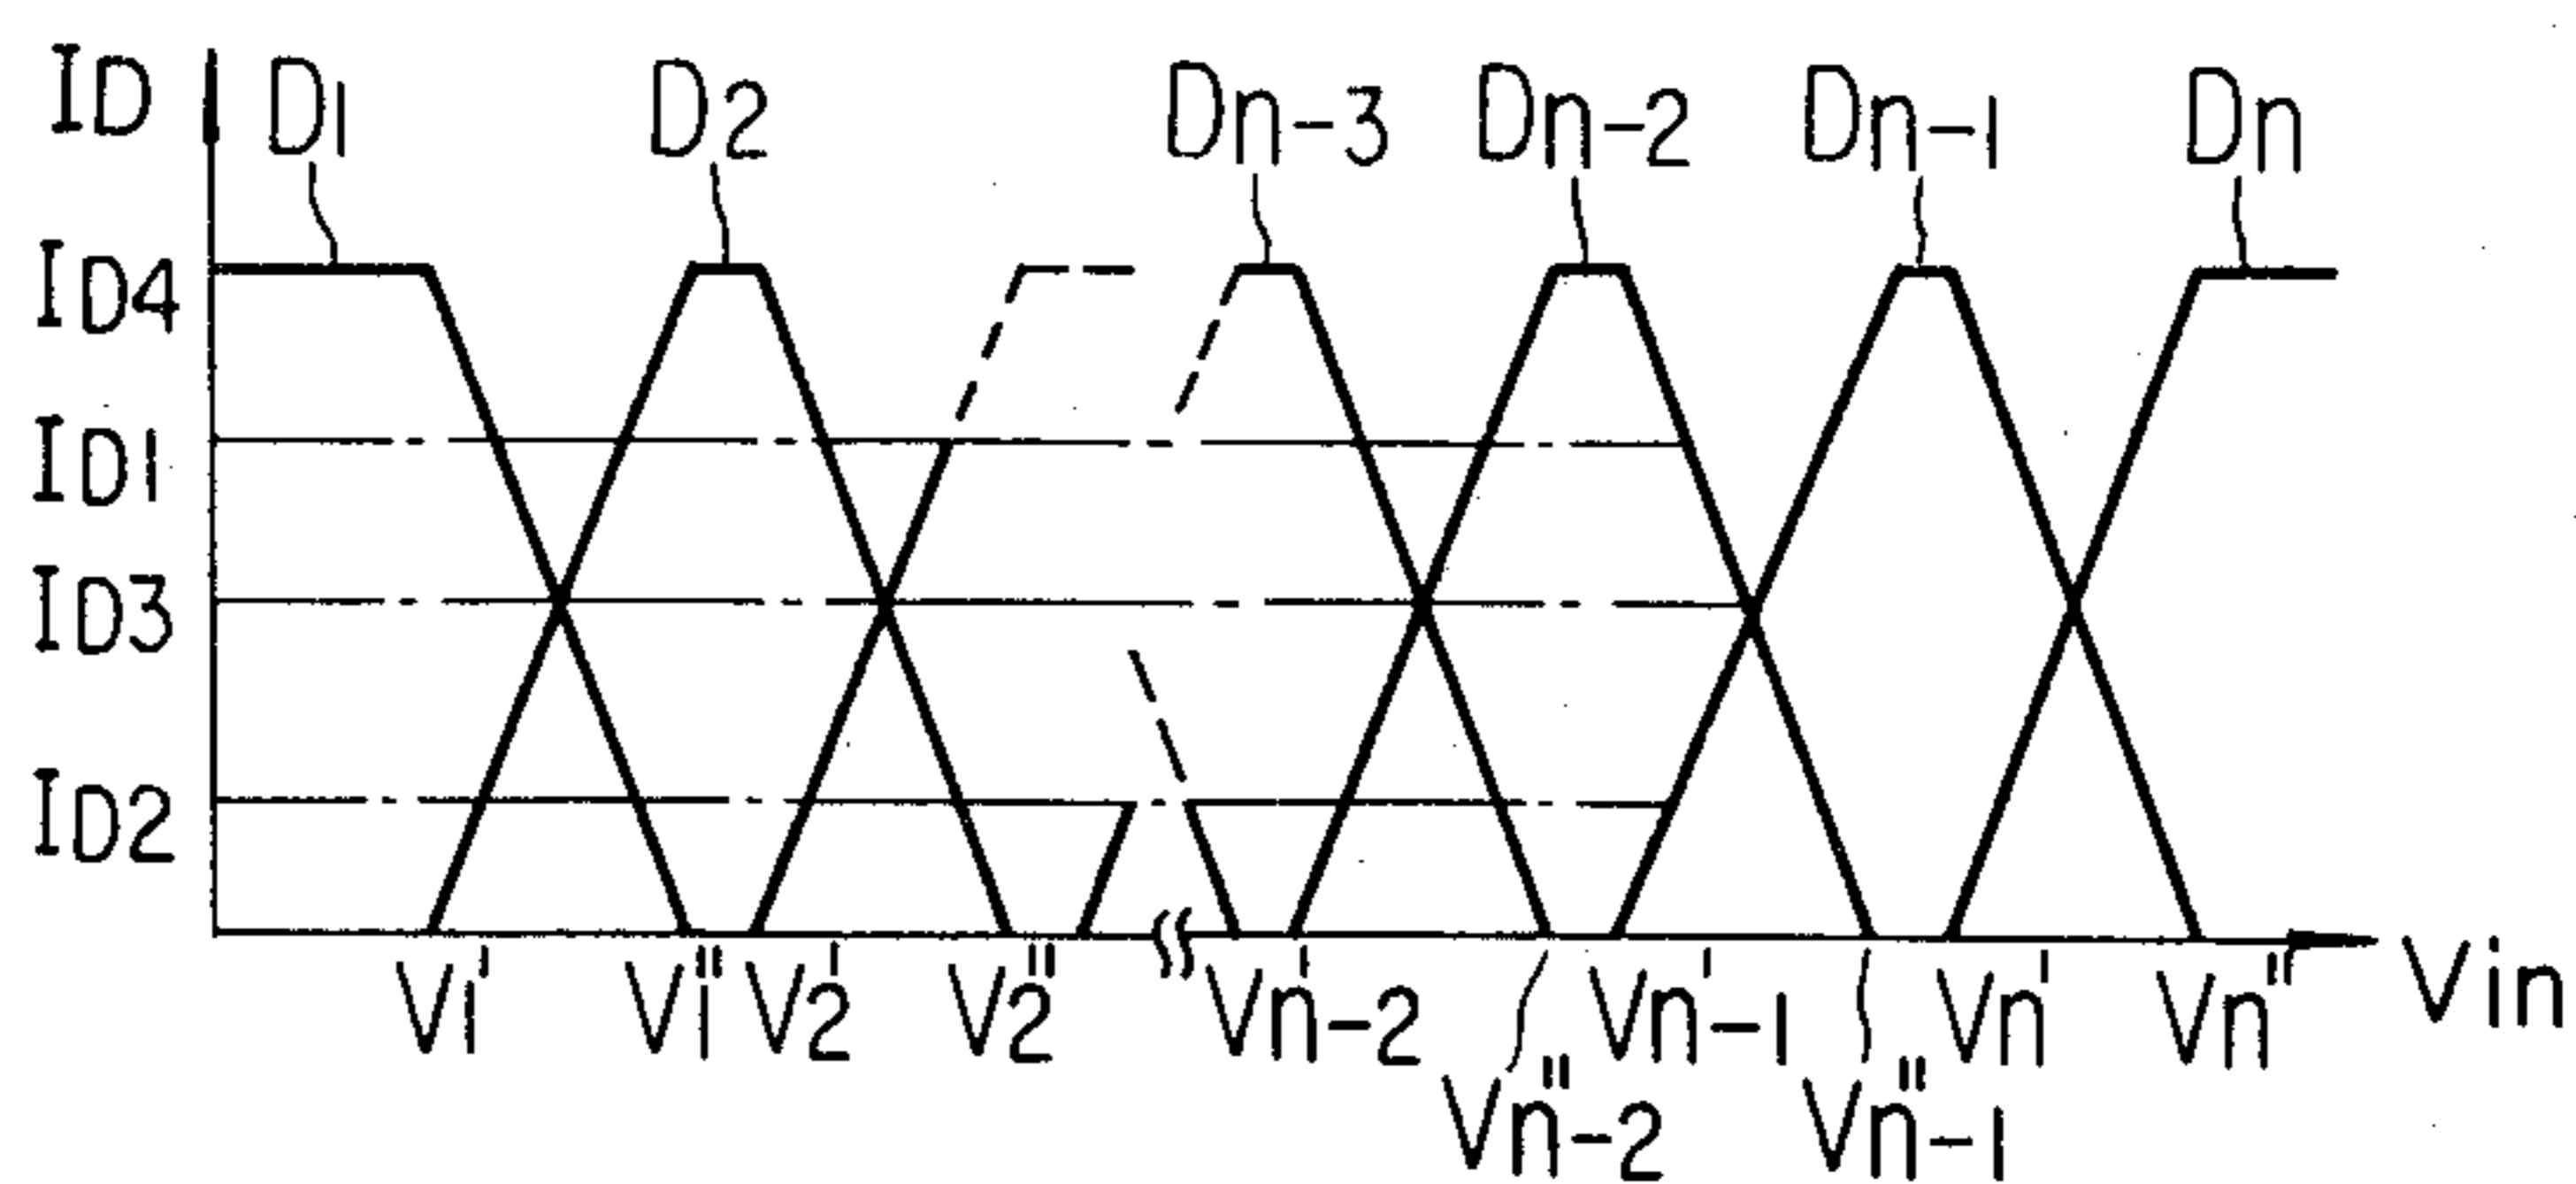 ID D1 D2 Dn-3 Dn-2 Dn-1 Dn
ID4
ID1
ID3
ID2
V1' V1" V2' V2" Vn'-2 Vn'-1 Vn' Vn" Vin
Vn"-2 Vn"-1